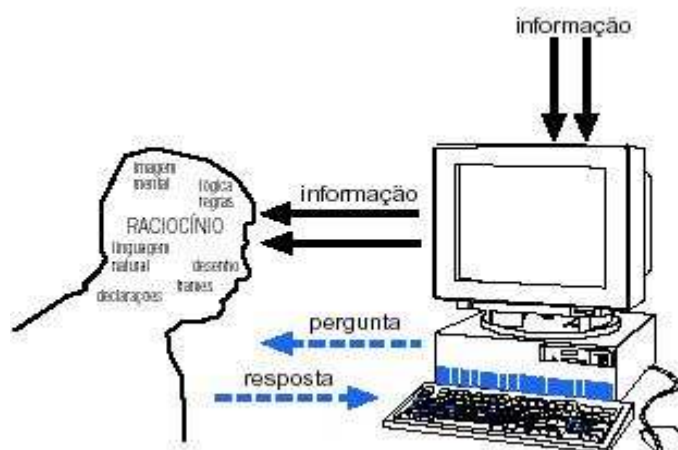 informação
imagem
mental
lógica
regras
informação
RACIOCÍNIO
linguagem
natural
desenho
frames
declarações
pergunta
resposta